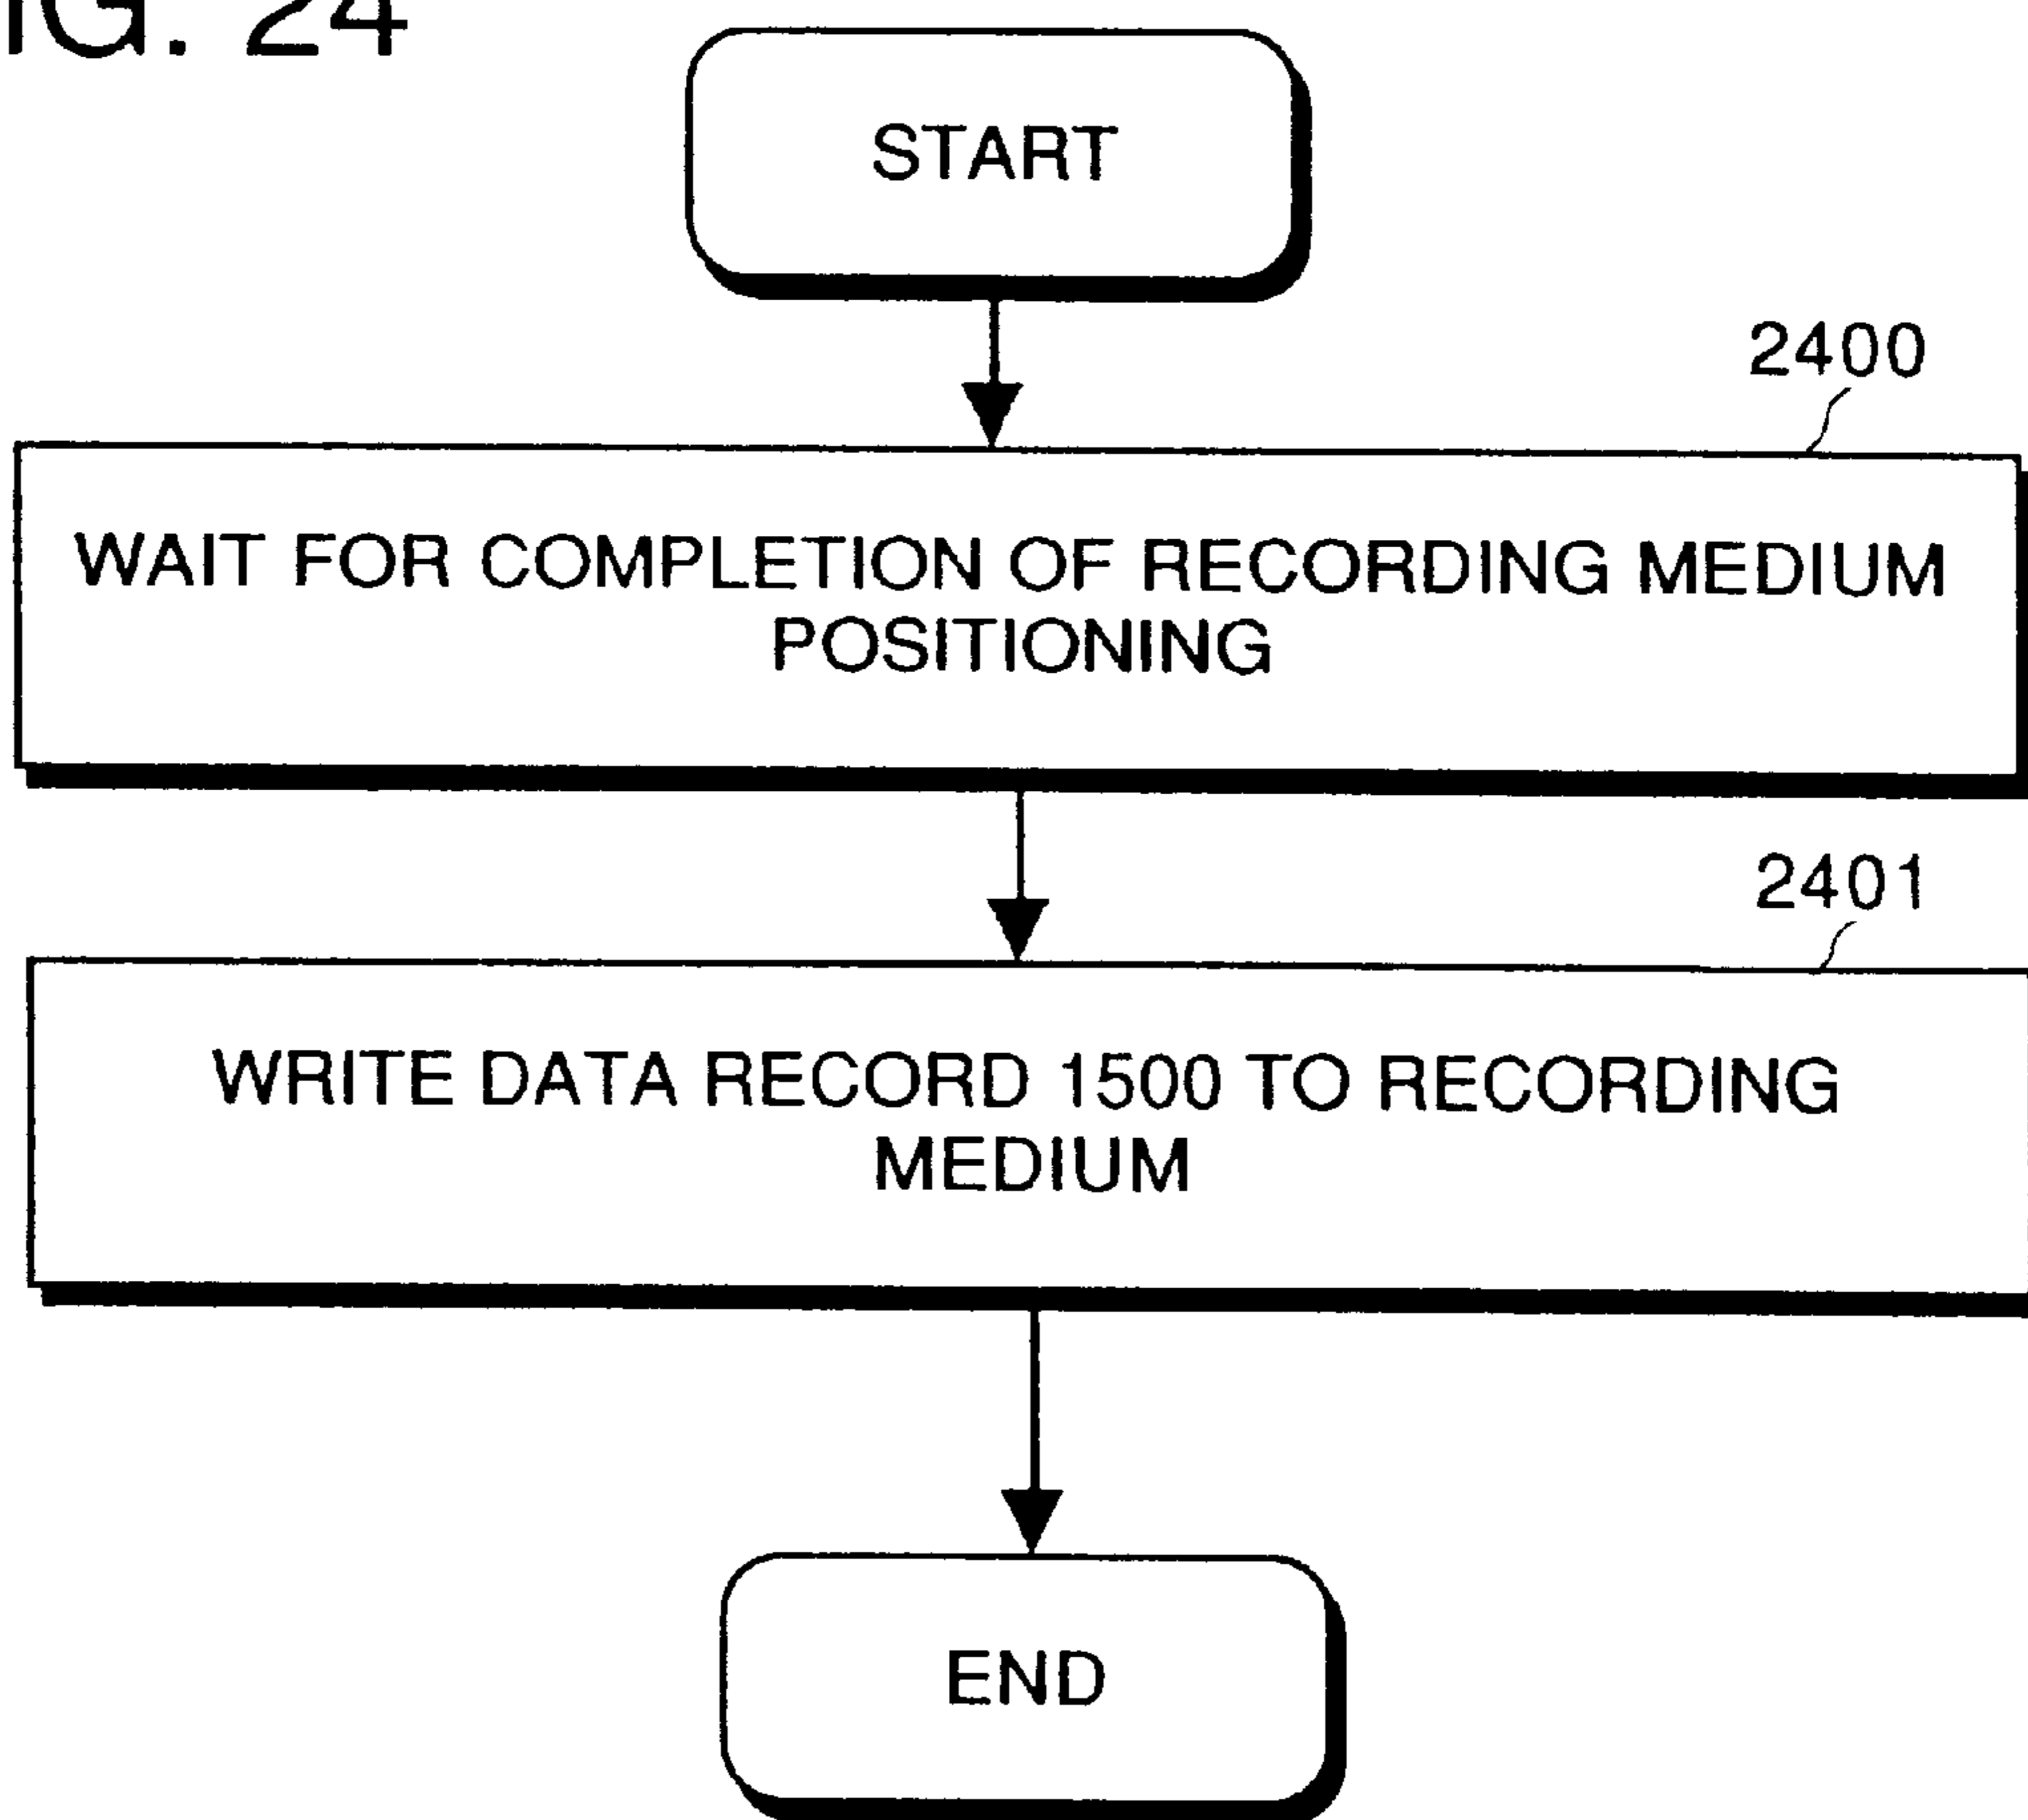 IG. 24
START
2400
WAIT FOR COMPLETION OF RECORDING MEDIUM
POSITIONING
2401
WRITE DATA RECORD 1500 TO RECORDING
MEDIUM
END